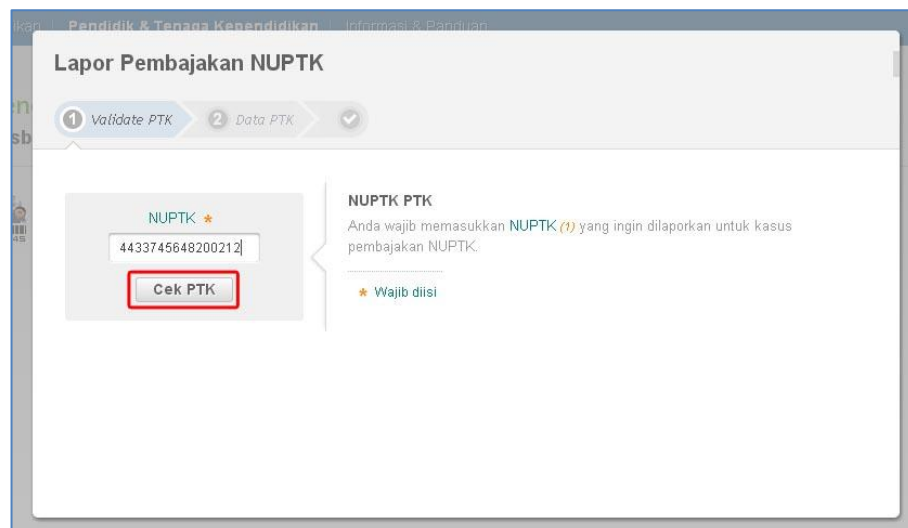 Pendidik & Tenaga Kependidikan | Informasi & Panduan
Lapor Pembajakan NUPTK
1 Validate PTK 2 Data PTK
NUPTK *
4433745648200212
Cek PTK
NUPTK PTK
Anda wajib memasukkan NUPTK (1) yang ingin dilaporkan untuk kasus
pembajakan NUPTK.
* Wajib diisi